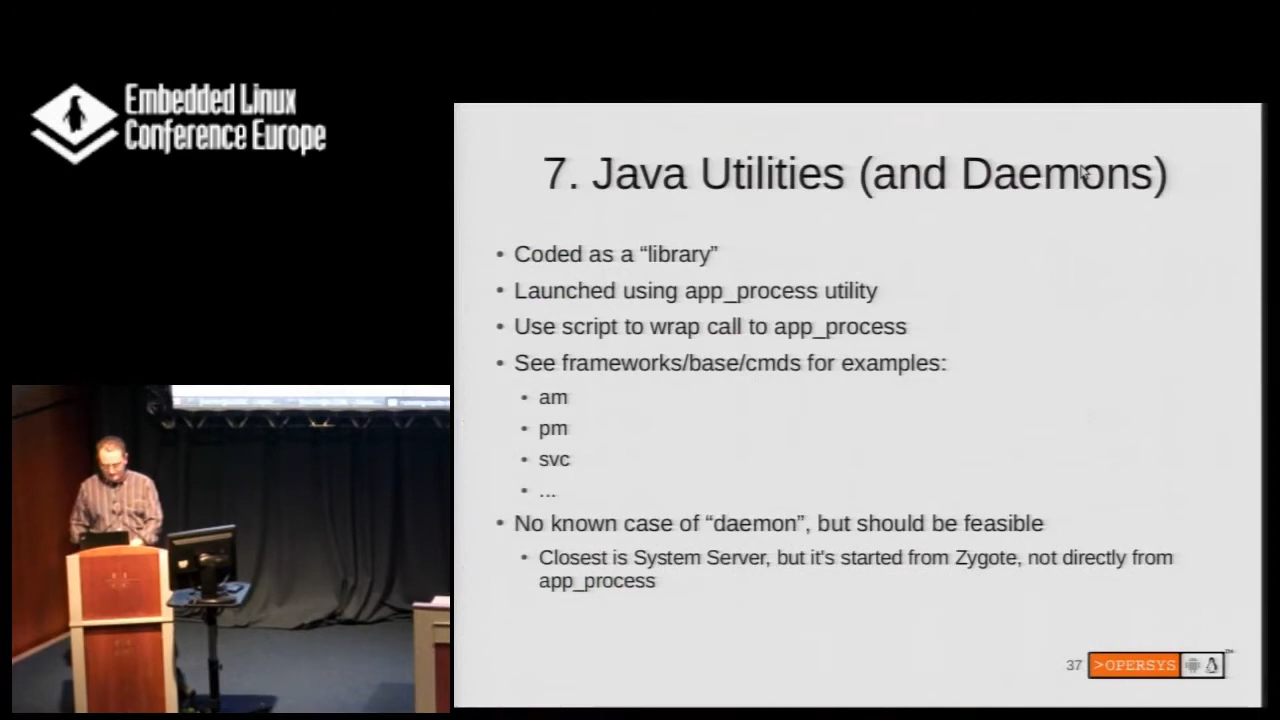 Embedded Linux
Conference Europe
7. Java Utilities (and Daemons)
• Coded as a “library”
• Launched using app_process utility
• Use script to wrap call to app_process
• See frameworks/base/cmds for examples:
• am
• pm
• svc
• ...
• No known case of “daemon”, but should be feasible
• Closest is System Server, but it's started from Zygote, not directly from
app_process
37
>OPERSYS